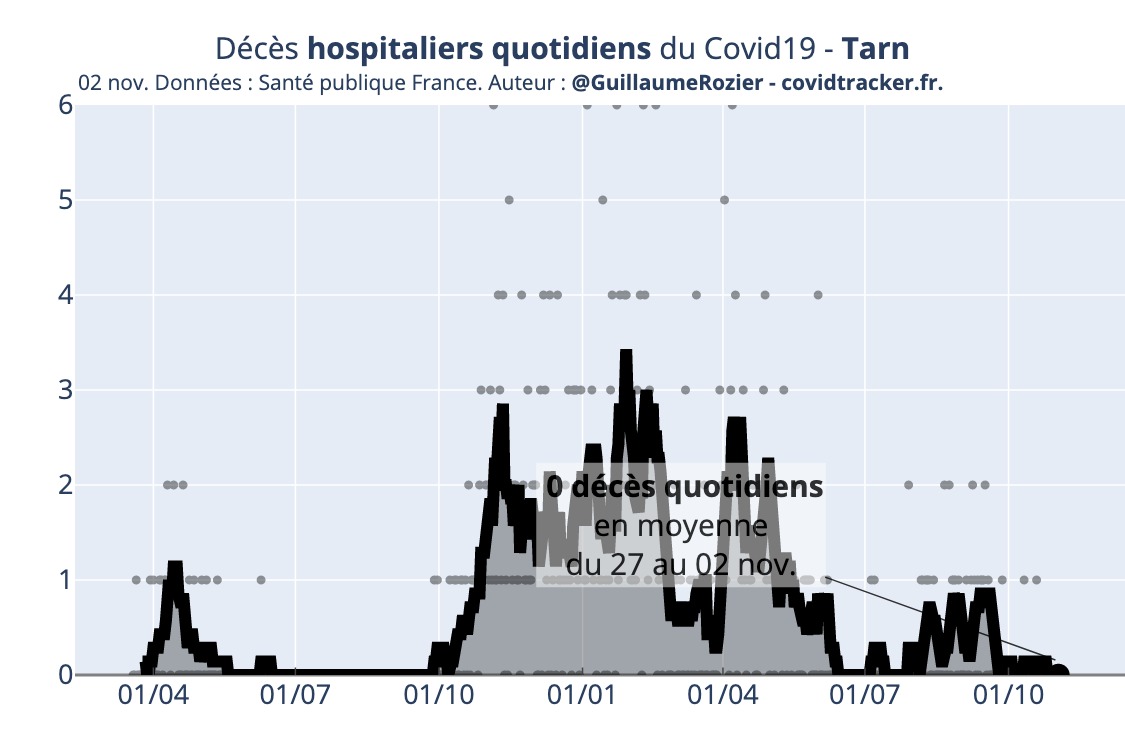 Décès hospitaliers quotidiens du Covid19 - Tarn
02 nov. Données : Santé publique France. Auteur : @GuillaumeRozier - covidtracker.fr.
6
5
4
3
2
1
0
0 décès quotidiens
en moyenne
du 27 au 02 nov.
01/04 01/07 01/10 01/01 01/04 01/07 01/10